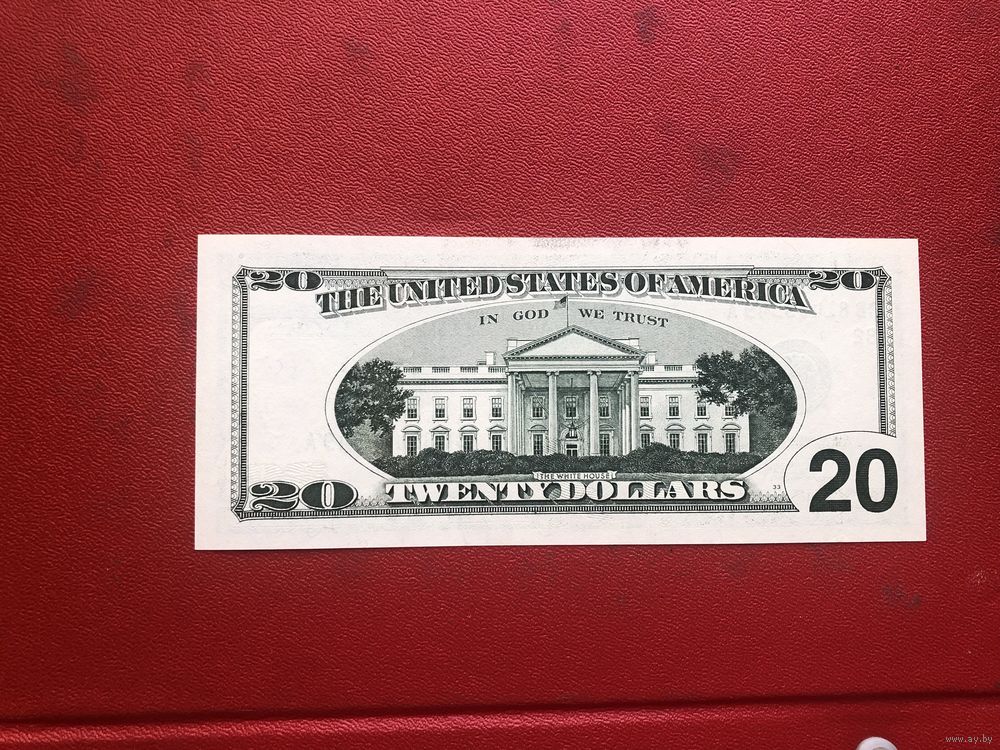 20 20
THE UNITED STATES OF AMERICA
IN GOD WE TRUST
THE WHITE HOUSE
33
20 TWENTY DOLLARS 20
www.ay.by